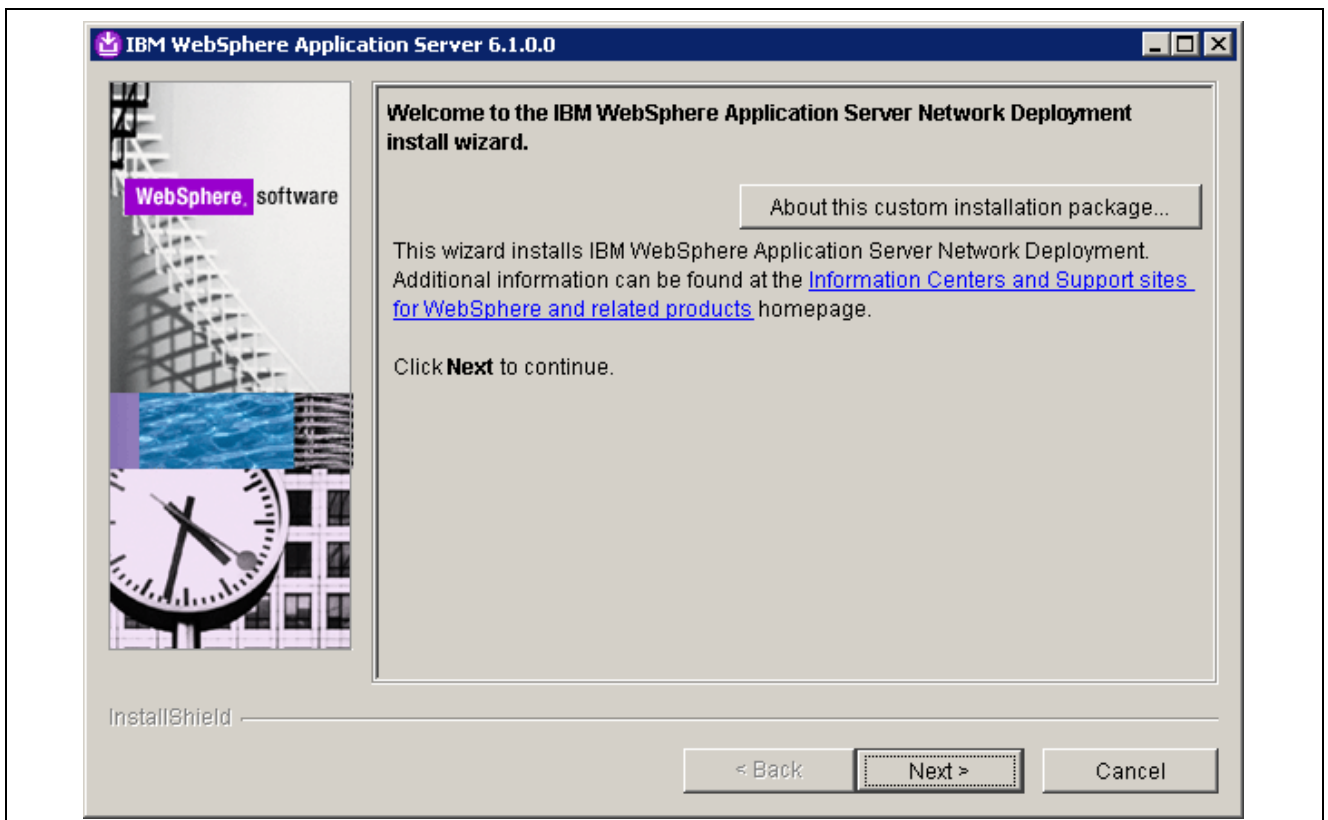 IBM WebSphere Application Server 6.1.0.0
WebSphere. software
Welcome to the IBM WebSphere Application Server Network Deployment
install wizard.
About this custom installation package...
This wizard installs IBM WebSphere Application Server Network Deployment.
Additional information can be found at the Information Centers and Support sites
for WebSphere and related products homepage.
Click Next to continue.
InstallShield
< Back
Next >
Cancel